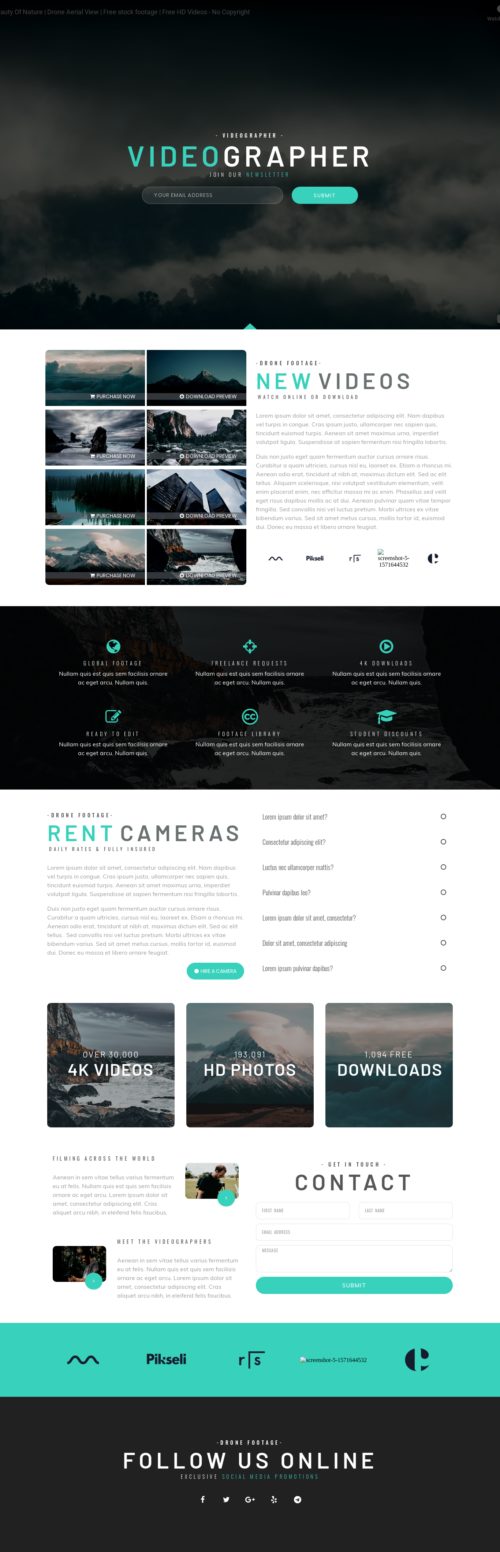 auty Of Nature | Drone Aerial View | Free stock footage | Free HD Videos - No Copyright
- VIDEOGRAPHER -
VIDEOGRAPHER
JOIN OUR NEWSLETTER
YOUR EMAIL ADDRESS
SUBMIT
PURCHASE NOW
DOWNLOAD PREVIEW
PURCHASE NOW
DOWNLOAD PREVIEW
PURCHASE NOW
DOWNLOAD PREVIEW
PURCHASE NOW
DOWNLOAD PREVIEW
-DRONE FOOTAGE-
NEW VIDEOS
WATCH ONLINE OR DOWNLOAD
Lorem ipsum dolor sit amet, consectetur adipiscing elit. Nam dapibus
vel turpis in congue. Cras ipsum justo, ullamcorper nec sapien quis,
tincidunt euismod turpis. Aenean sit amet maximus urna, mattis
volutpat ligula. Suspendisse at sapien fermentum nisi fringilla lobortis.
Duis non justo eget quam fermentum auctor cursus ornare risus.
Curabitur a quam ultricies, cursus nisl eu, laoreet ex. Etiam a rhoncus mi.
Aenean odio erat, tincidunt ut nibh at, maximus dictum elit. Sed ac elit
tellus. Aliquam scelerisque, nisi volutpat vestibulum elementum, velit
enim placerat enim, nec efficitur massa mi ac enim. Phasellus sed velit
eget risus dapibus mollis ac at dui. Aenean pulvinar quam vitae tempor
fringilla. Sed convallis nisi vel luctus pretium. Morbi ultrices ex vitae
bibendum varius. Sed sit amet metus cursus, mollis tortor id, euismod
dui. Donec eu massa et libero ornare feugiat.
Pikseli
r s
screenshot-5-
1571644532
GLOBAL FOOTAGE
Nullam quis est quis sem facilisis ornare
ac eget arcu. Nullam quis.
FREELANCE REQUESTS
Nullam quis est quis sem facilisis ornare
ac eget arcu. Nullam quis.
4K DOWNLOADS
Nullam quis est quis sem facilisis ornare
ac eget arcu. Nullam quis.
READY TO EDIT
Nullam quis est quis sem facilisis ornare
ac eget arcu. Nullam quis.
CC
FOOTAGE LIBRARY
Nullam quis est quis sem facilisis ornare
ac eget arcu. Nullam quis.
STUDENT DISCOUNTS
Nullam quis est quis sem facilisis ornare
ac eget arcu. Nullam quis.
-DRONE FOOTAGE-
RENT CAMERAS
DAILY RATES & FULLY INSURED
Lorem ipsum dolor sit amet, consectetur adipiscing elit. Nam dapibus
vel turpis in congue. Cras ipsum justo, ullamcorper nec sapien quis,
tincidunt euismod turpis. Aenean sit amet maximus urna, mattis
volutpat ligula. Suspendisse at sapien fermentum nisi fringilla lobortis.
Duis non justo eget quam fermentum auctor cursus ornare risus.
Curabitur a quam ultricies, cursus nisl eu, laoreet ex. Etiam a rhoncus mi.
Aenean odio erat, tincidunt at nibh at, maximus dictum elit. Sed ac elit
tellus . Sed convallis nisi vel luctus pretium. Morbi ultrices ex vitae
bibendum varius. Sed sit amet metus cursus, mollis tortor id, euismod
dui. Donec eu massa et libero ornare feugiat.
HIRE A CAMERA
Lorem ipsum dolor sit amet?
Consectetur adipiscing elit?
Luctus nec ullamcorper mattis?
Pulvinar dapibus leo?
Lorem ipsum dolor sit amet, consectetur?
Dolor sit amet, consectetur adipiscing
Lorem ipsum pulvinar dapibus?
OVER 30,000
4K VIDEOS
193,091
HD PHOTOS
1,094 FREE
DOWNLOADS
FILMING ACROSS THE WORLD
Aenean in sem vitae tellus varius fermentum
eu at felis. Nullam quis est quis sem facilisis
ornare ac eget arcu. Lorem ipsum dolor sit
amet, consectetur adipiscing elit. Quisque
aliquet arcu nibh, in eleifend felis faucibus.
MEET THE VIDEOGRAPHERS
Aenean in sem vitae tellus varius fermentum
eu at felis. Nullam quis est quis sem facilisis
ornare ac eget arcu. Lorem ipsum dolor sit
amet, consectetur adipiscing elit. Quisque
aliquet arcu nibh, in eleifend felis faucibus.
- GET IN TOUCH -
CONTACT
FIRST NAME
LAST NAME
EMAIL ADDRESS
MESSAGE
SUBMIT
Pikseli
r s
screenshot-5-1571644532
-DRONE FOOTAGE-
FOLLOW US ONLINE
EXCLUSIVE SOCIAL MEDIA PROMOTIONS